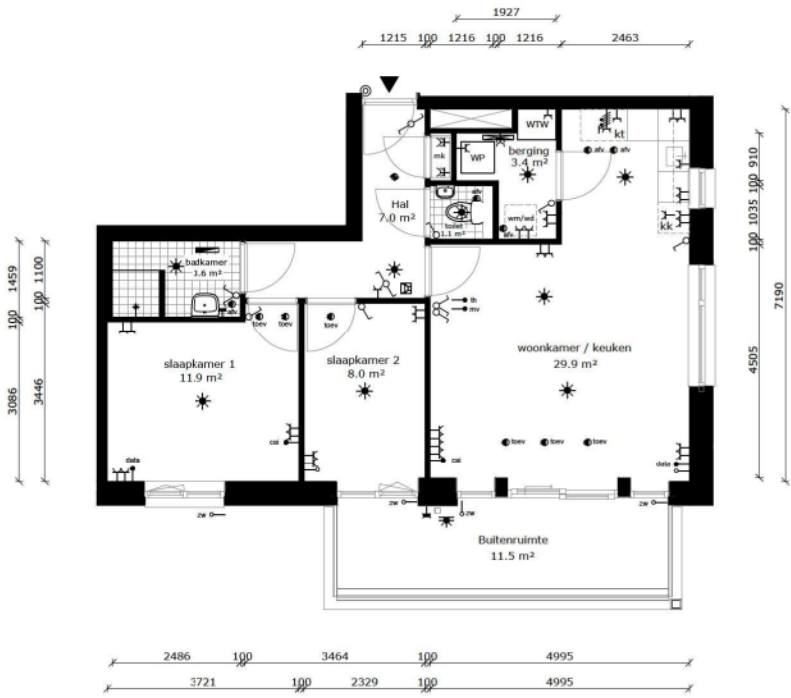 1927
1215 100 1216 100 1216 2463
WTW
kt
mk
WP
berging
3.4 m²
afv afv
afv
Hal
7.0 m²
toilet
1.1 m²
wm/wd
afv
kk
910
100
1035
100
4505
7190
badkamer
3.6 m²
afv
1459
100
3086
1100
100
3446
th
mv
toev toev toev
slaapkamer 1
11.9 m²
slaapkamer 2
8.0 m²
woonkamer / keuken
29.9 m²
cai
toev toev toev
data
cai
data
zw
zw
zw
zw
Buitenruimte
11.5 m²
2486 100 3464 100 4995
3721 100 2329 100 4995